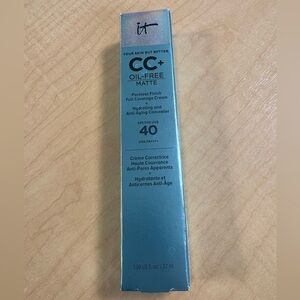 it
YOUR SKIN BUT BETTER
CC+
OIL-FREE
MATTE
Poreless Finish
Full Coverage Cream
+
Hydrating and
Anti-Aging Concealer
40
Crème Correctrice
Haute Couvrance
Anti-Pores Apparents
+
Hydratante et
Anticernes Anti-Âge